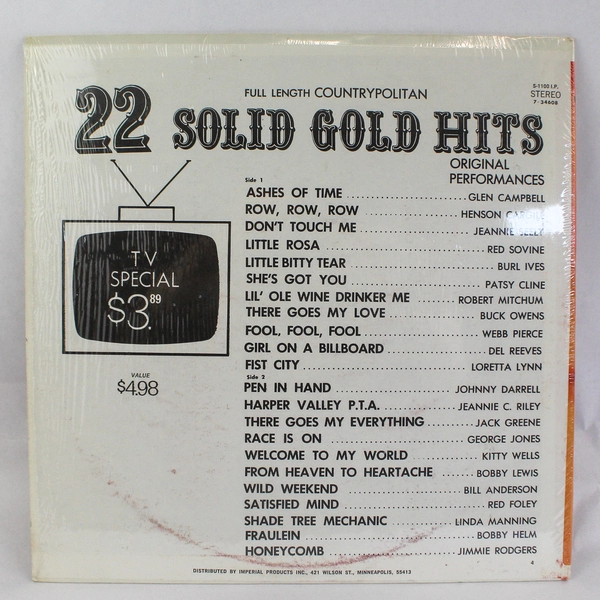 FULL LENGTH COUNTRYPOLITAN
S-1100 I.P.
STEREO
7-34608
22 SOLID GOLD HITS
ORIGINAL
PERFORMANCES
Side 1
ASHES OF TIME GLEN CAMPBELL
ROW, ROW, ROW HENSON
DON'T TOUCH ME JEANNIE SEELY
LITTLE ROSA RED SOVINE
LITTLE BITTY TEAR BURL IVES
SHE'S GOT YOU PATSY CLINE
LIL' OLE WINE DRINKER ME ROBERT MITCHUM
THERE GOES MY LOVE BUCK OWENS
FOOL, FOOL, FOOL WEBB PIERCE
GIRL ON A BILLBOARD DEL REEVES
FIST CITY LORETTA LYNN
Side 2
PEN IN HAND JOHNNY DARRELL
HARPER VALLEY P.T.A. JEANNIE C. RILEY
THERE GOES MY EVERYTHING JACK GREENE
RACE IS ON GEORGE JONES
WELCOME TO MY WORLD KITTY WELLS
FROM HEAVEN TO HEARTACHE BOBBY LEWIS
WILD WEEKEND BILL ANDERSON
SATISFIED MIND RED FOLEY
SHADE TREE MECHANIC LINDA MANNING
FRAULEIN BOBBY HELM
HONEYCOMB JIMMIE RODGERS
TV
SPECIAL
$3.89
VALUE
$4.98
4
DISTRIBUTED BY IMPERIAL PRODUCTS INC., 421 WILSON ST., MINNEAPOLIS, 55413